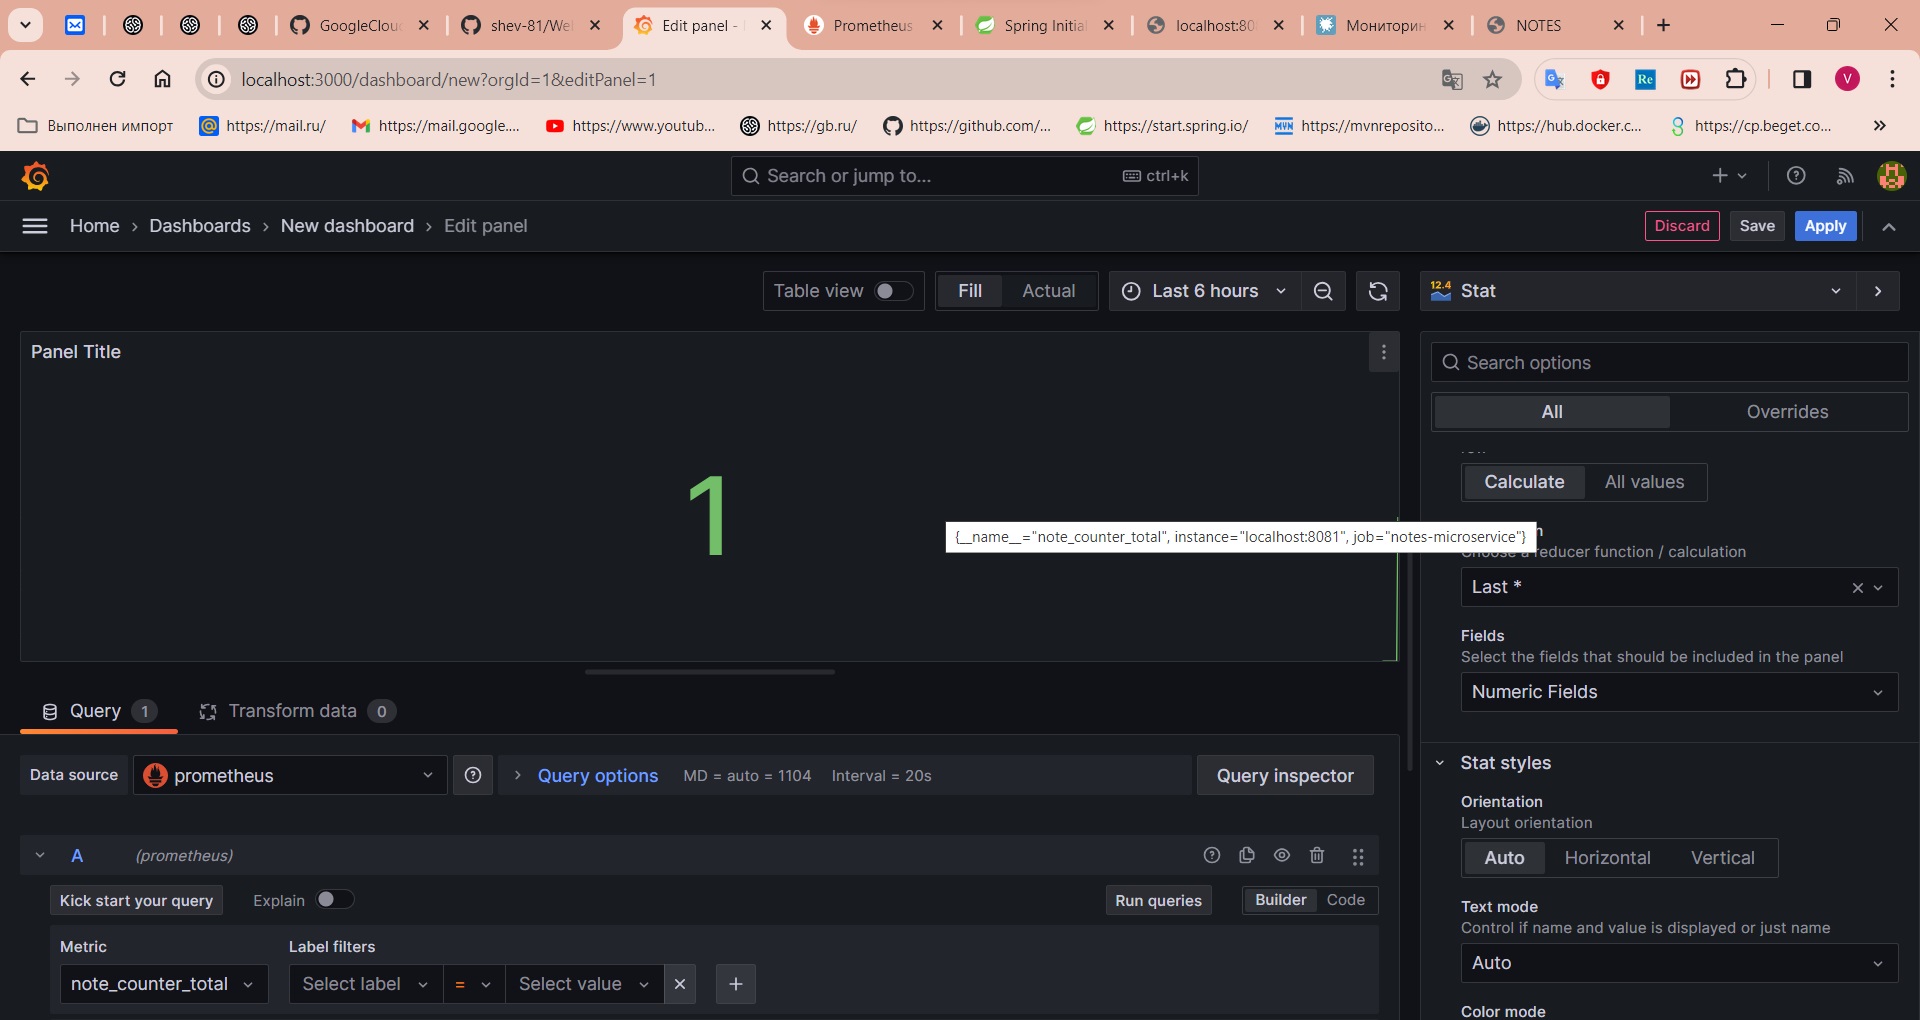 GoogleClou
shev-81/We
Edit panel -
Prometheus
Spring Initia
localhost:80
Мониторин
NOTES
localhost:3000/dashboard/new?orgId=1&editPanel=1
Выполнен импорт
https://mail.ru/
https://mail.google....
https://www.youtub...
https://gb.ru/
https://github.com/...
https://start.spring.io/
https://mvnreposito...
https://hub.docker.c...
https://cp.beget.co...
Search or jump to...
ctrl+k
Home › Dashboards › New dashboard › Edit panel
Discard
Save
Apply
Table view
Fill
Actual
Last 6 hours
12.4
Stat
Panel Title
Search options
All
Overrides
Calculate
All values
1
{__name__="note_counter_total", instance="localhost:8081", job="notes-microservice"}
reducer function / calculation
Last *
Fields
Select the fields that should be included in the panel
Numeric Fields
Query 1
Transform data 0
Data source
prometheus
Query options
MD = auto = 1104
Interval = 20s
Query inspector
Stat styles
Orientation
Layout orientation
Auto
Horizontal
Vertical
A
(prometheus)
Kick start your query
Explain
Run queries
Builder
Code
Text mode
Control if name and value is displayed or just name
Auto
Metric
Label filters
note_counter_total
Select label
=
Select value
Color mode